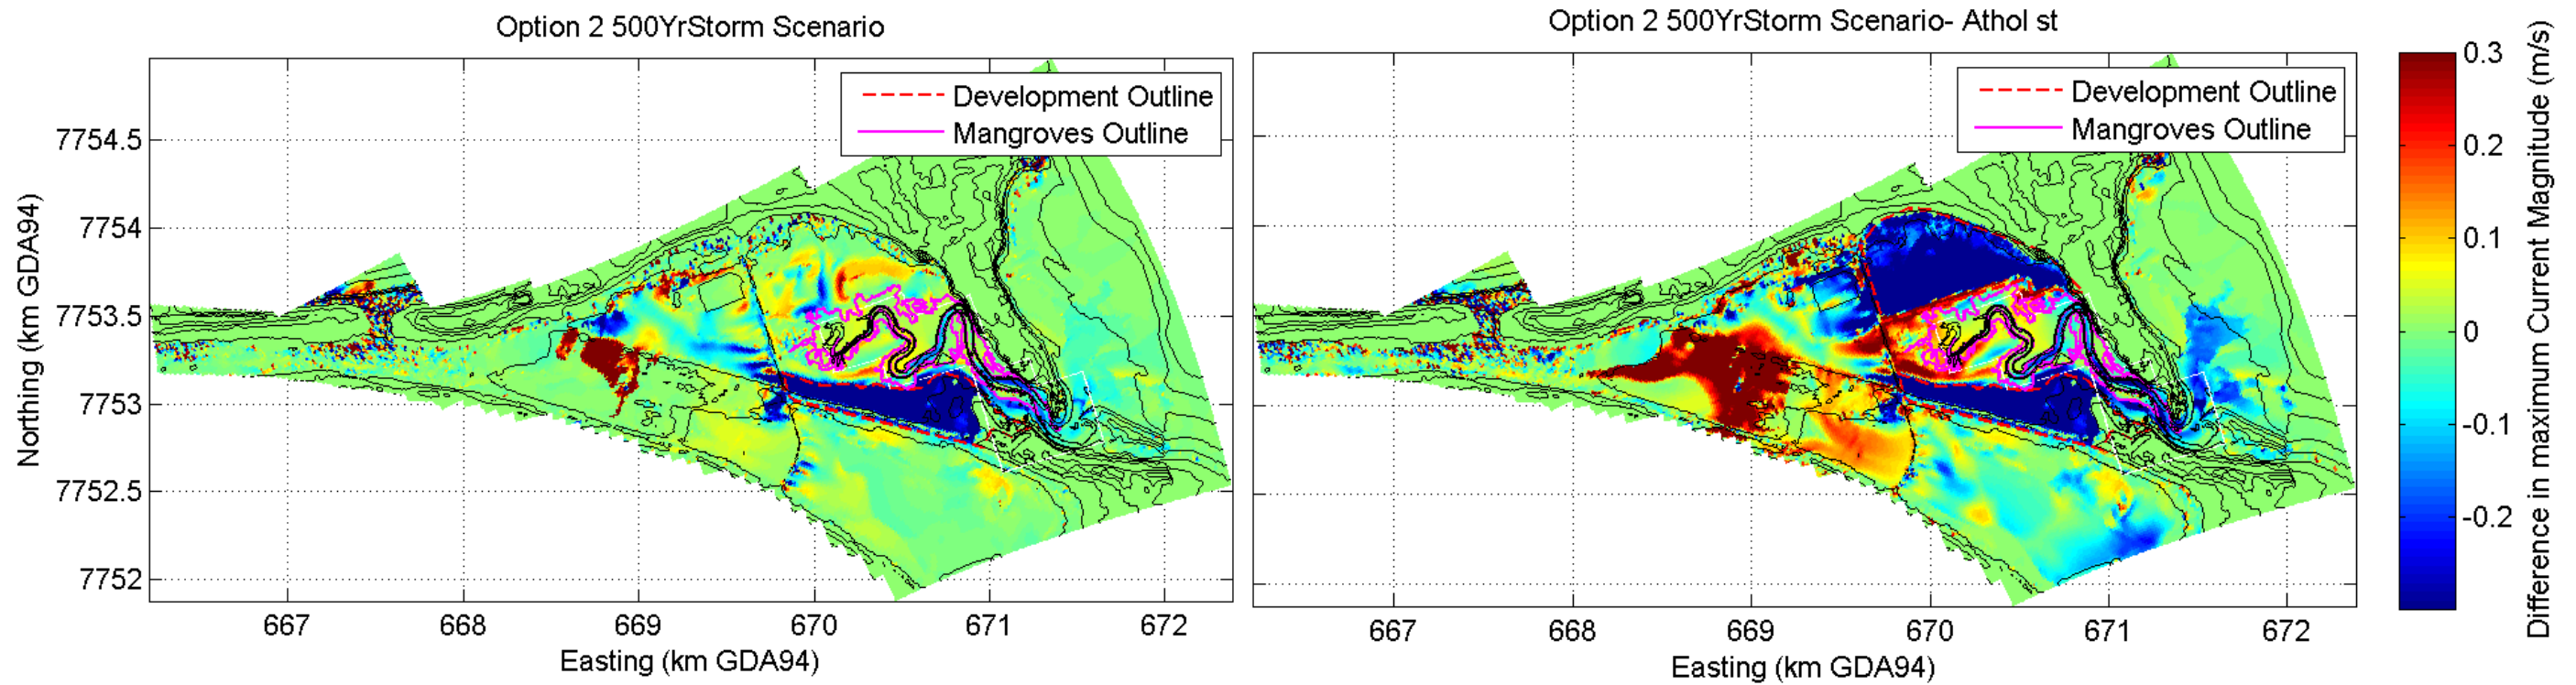 Option 2 500YrStorm Scenario
Development Outline
Mangroves Outline
Northing (km GDA94)
7754.5
7754
7753.5
7753
7752.5
7752
667 668 669 670 671 672
Easting (km GDA94)
Option 2 500YrStorm Scenario- Athol st
Development Outline
Mangroves Outline
667 668 669 670 671 672
Easting (km GDA94)
0.3
0.2
0.1
0
-0.1
-0.2
Difference in maximum Current Magnitude (m/s)